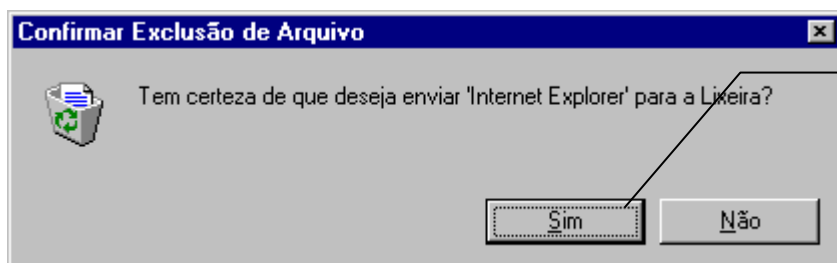 Confirmar Exclusão de Arquivo
Tem certeza de que deseja enviar 'Internet Explorer' para a Lixeira?
Sim Não